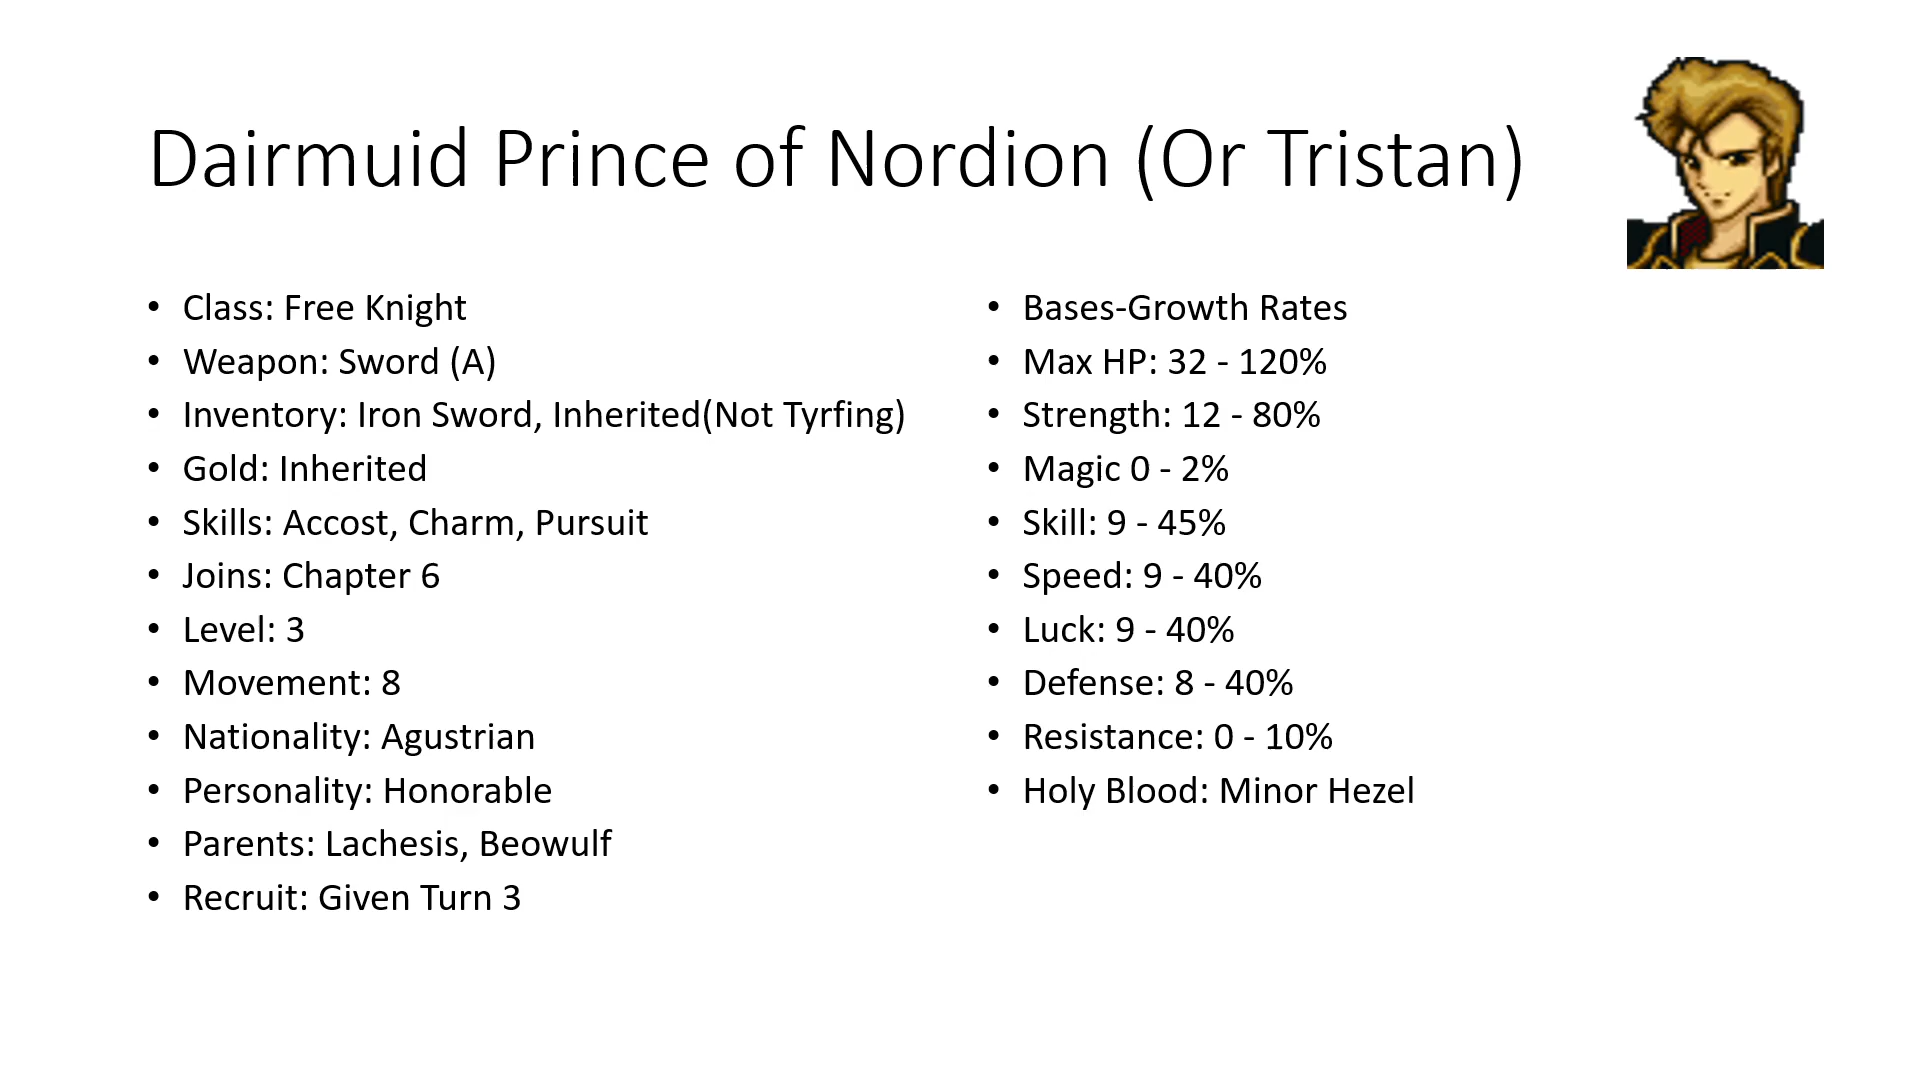 Dairmuid Prince of Nordion (Or Tristan)
• Class: Free Knight
• Weapon: Sword (A)
• Inventory: Iron Sword, Inherited(Not Tyrfing)
• Gold: Inherited
• Skills: Accost, Charm, Pursuit
• Joins: Chapter 6
• Level: 3
• Movement: 8
• Nationality: Agustrian
• Personality: Honorable
• Parents: Lachesis, Beowulf
• Recruit: Given Turn 3
• Bases-Growth Rates
• Max HP: 32 - 120%
• Strength: 12 - 80%
• Magic 0 - 2%
• Skill: 9 - 45%
• Speed: 9 - 40%
• Luck: 9 - 40%
• Defense: 8 - 40%
• Resistance: 0 - 10%
• Holy Blood: Minor Hezel